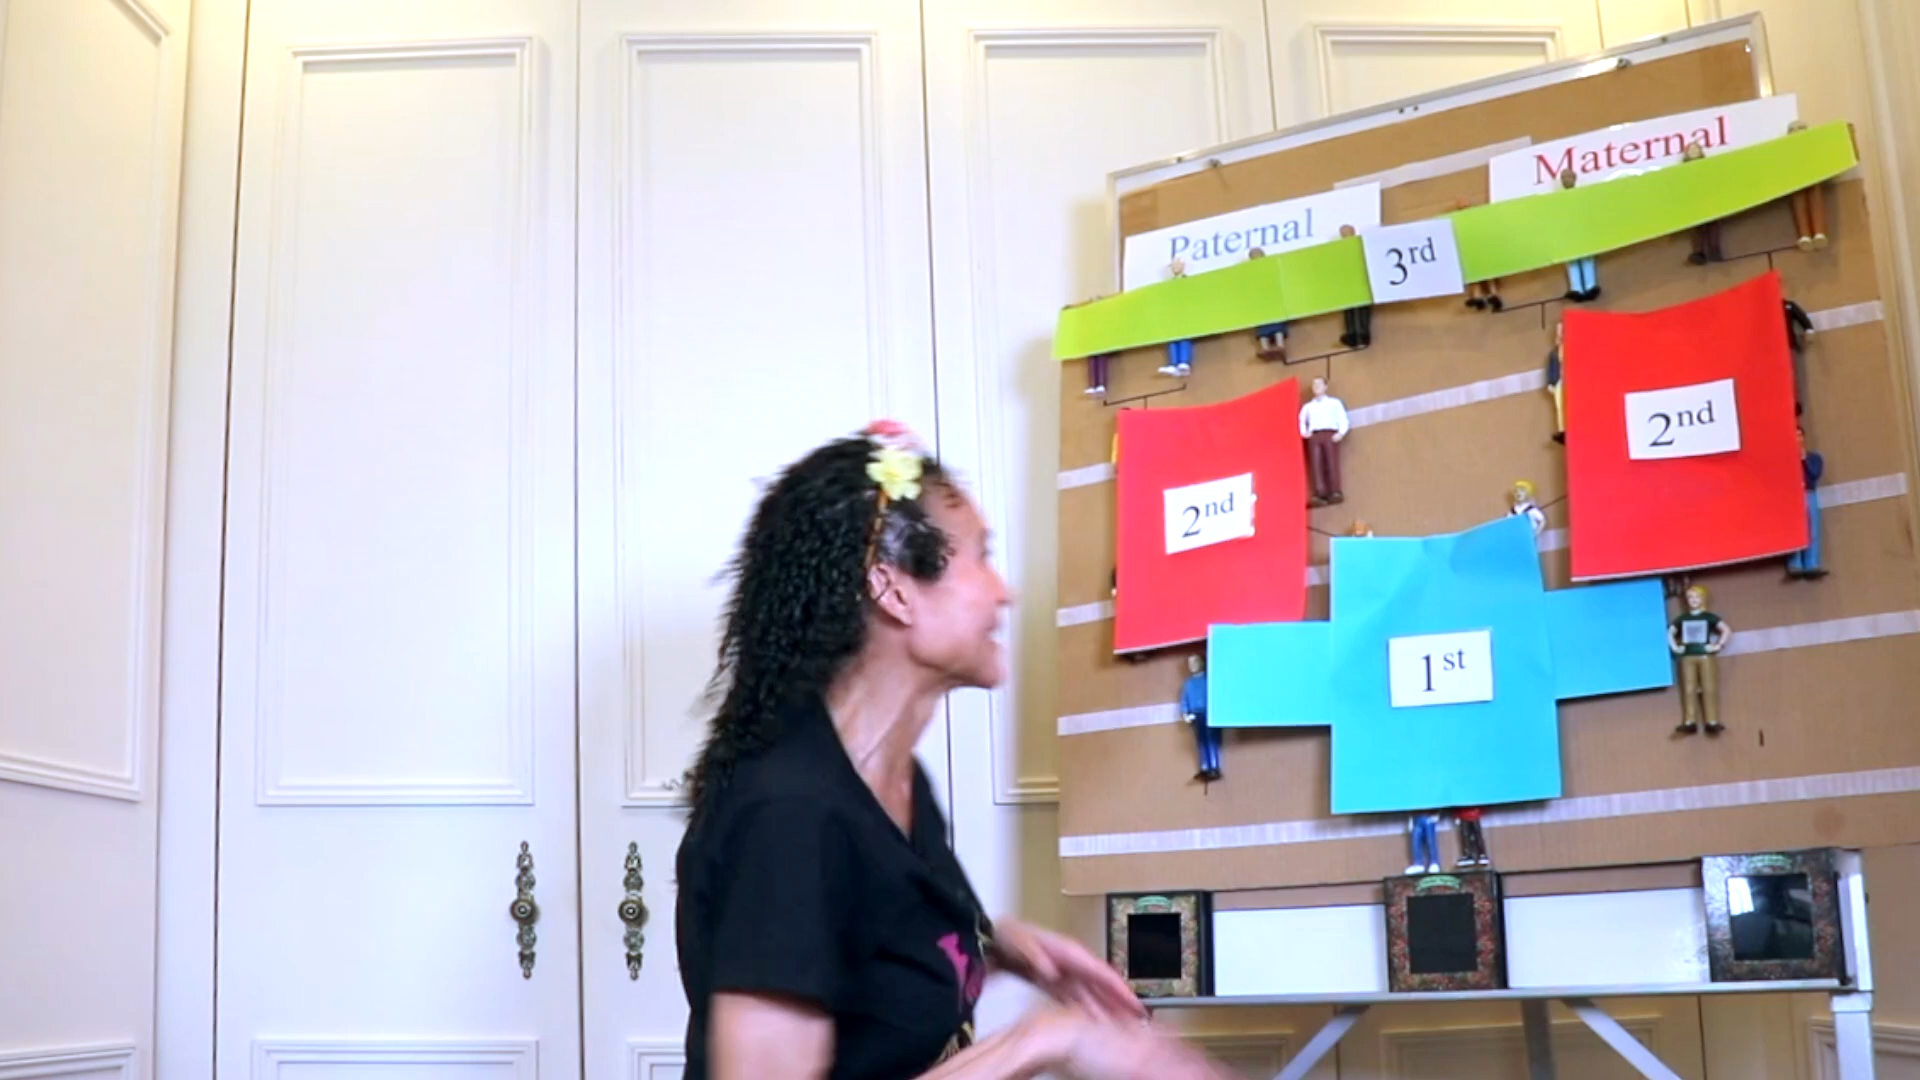 Maternal
Paternal
3rd
2nd
2nd
1st